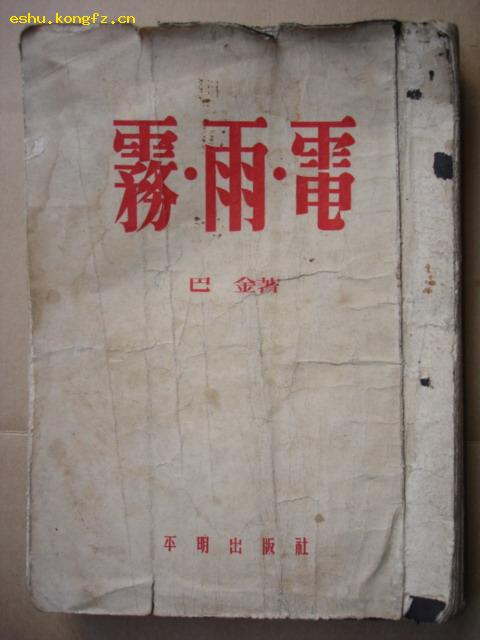 eshu.kongfz.cn
霧·雨·電
巴 金著
平明出版社